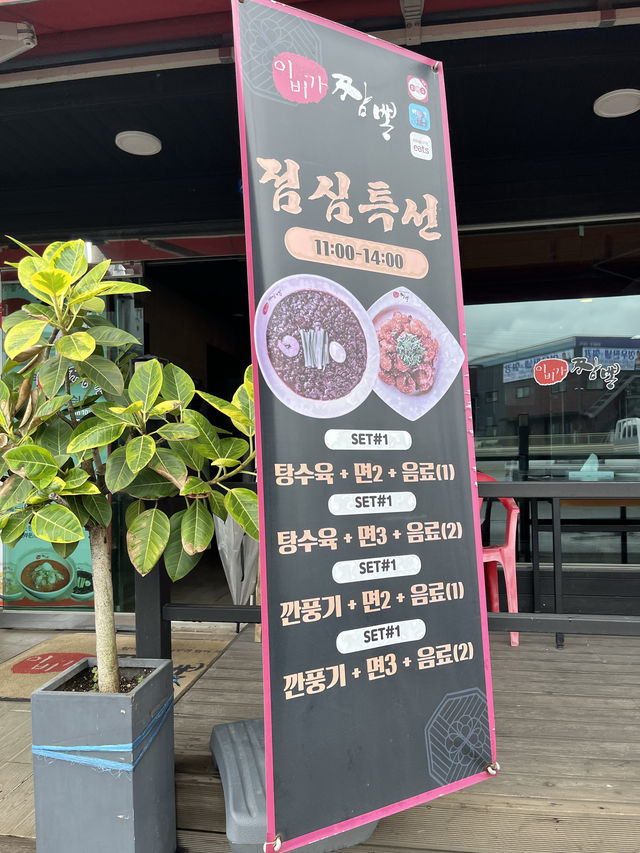 이비가 짬뽕
eats
점심특선
11:00-14:00
SET#1
탕수육 + 면2 + 음료(1)
SET#1
탕수육 + 면3 + 음료(2)
SET#1
깐풍기 + 면2 + 음료(1)
SET#1
깐풍기 + 면3 + 음료(2)
이비가 짬뽕